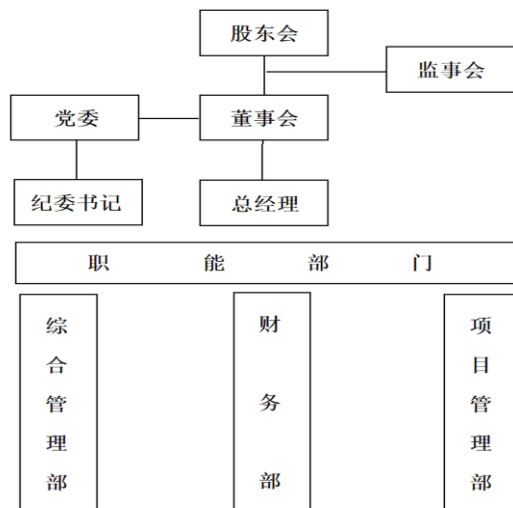 股东会
监事会
党委
董事会
纪委书记
总经理
职能部门
综合管理部
财务部
项目管理部